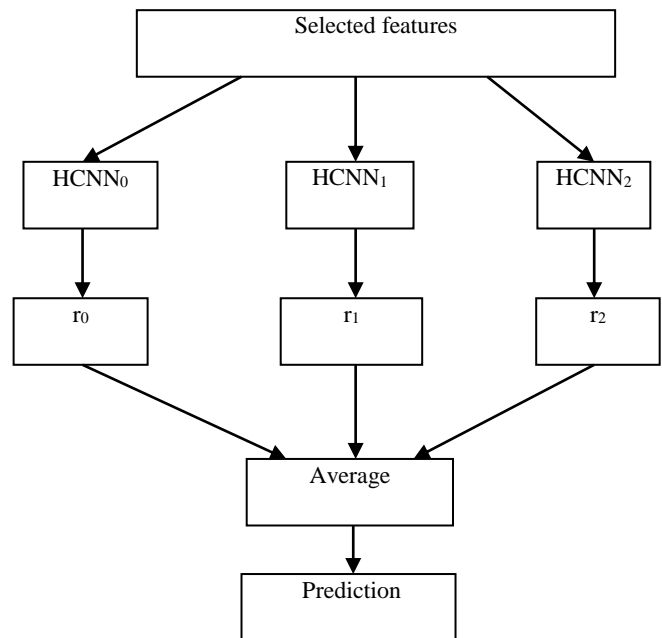 Selected features
HCNN₀
HCNN₁
HCNN₂
r₀
r₁
r₂
Average
Prediction